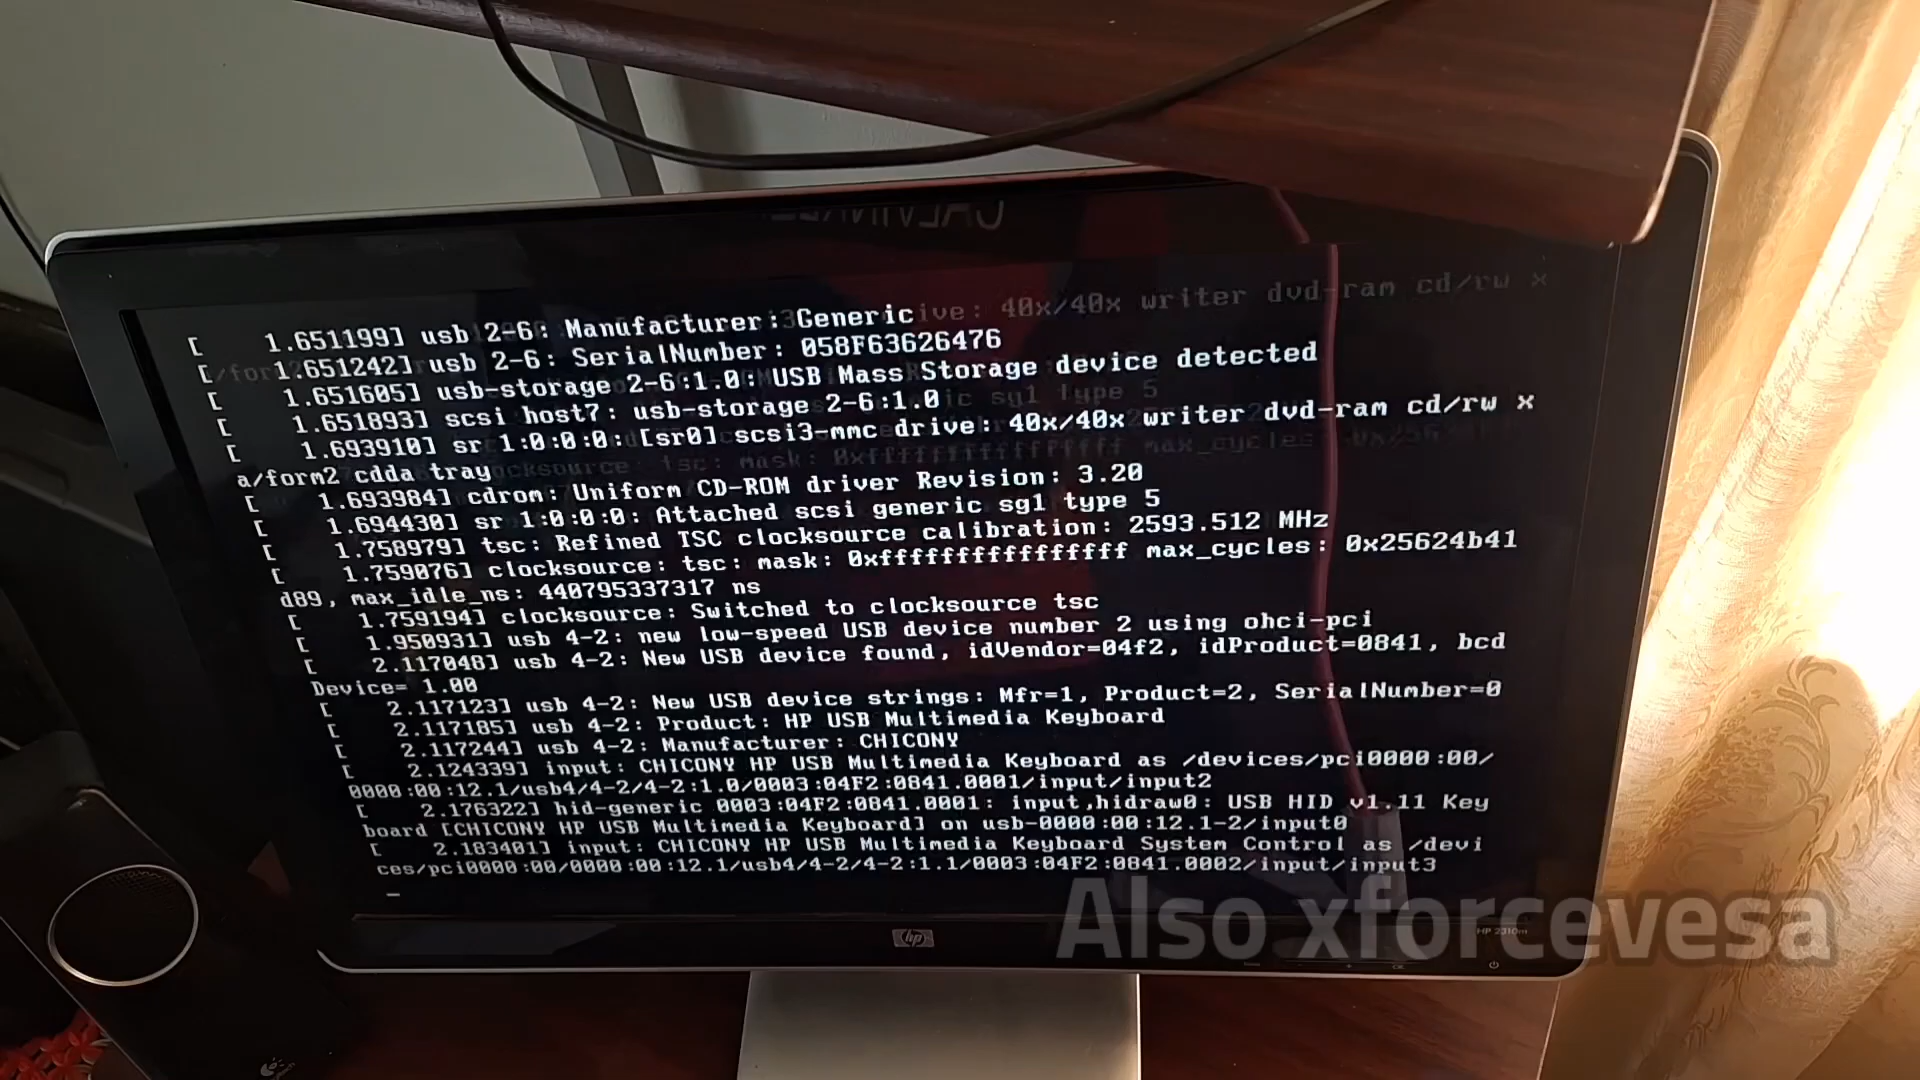 [    1.651199] usb 2-6: Manufacturer: Generic
[    1.651242] usb 2-6: SerialNumber: 058F63626476
[    1.651605] usb-storage 2-6:1.0: USB Mass Storage device detected
[    1.651893] scsi host7: usb-storage 2-6:1.0
[    1.693910] sr 1:0:0:0: [sr0] scsi3-mmc drive: 40x/40x writer dvd-ram cd/rw x
a/form2 cdda tray
[    1.693984] cdrom: Uniform CD-ROM driver Revision: 3.20
[    1.694430] sr 1:0:0:0: Attached scsi generic sg1 type 5
[    1.758979] tsc: Refined TSC clocksource calibration: 2593.512 MHz
[    1.759076] clocksource: tsc: mask: 0xffffffffffffffff max_cycles: 0x25624b41
d89, max_idle_ns: 440795337317 ns
[    1.759194] clocksource: Switched to clocksource tsc
[    1.950931] usb 4-2: new low-speed USB device number 2 using ohci-pci
[    2.117048] usb 4-2: New USB device found, idVendor=04f2, idProduct=0841, bcd
Device= 1.00
[    2.117123] usb 4-2: New USB device strings: Mfr=1, Product=2, SerialNumber=0
[    2.117185] usb 4-2: Product: HP USB Multimedia Keyboard
[    2.117244] usb 4-2: Manufacturer: CHICONY
[    2.124339] input: CHICONY HP USB Multimedia Keyboard as /devices/pci0000:00/
0000:00:12.1/usb4/4-2/4-2:1.0/0003:04F2:0841.0001/input/input2
[    2.176322] hid-generic 0003:04F2:0841.0001: input,hidraw0: USB HID v1.11 Key
board [CHICONY HP USB Multimedia Keyboard] on usb-0000:00:12.1-2/input0
[    2.183401] input: CHICONY HP USB Multimedia Keyboard System Control as /devi
ces/pci0000:00/0000:00:12.1/usb4/4-2/4-2:1.1/0003:04F2:0841.0002/input/input3
_
Also xforcevesa
hp
HP 2310m